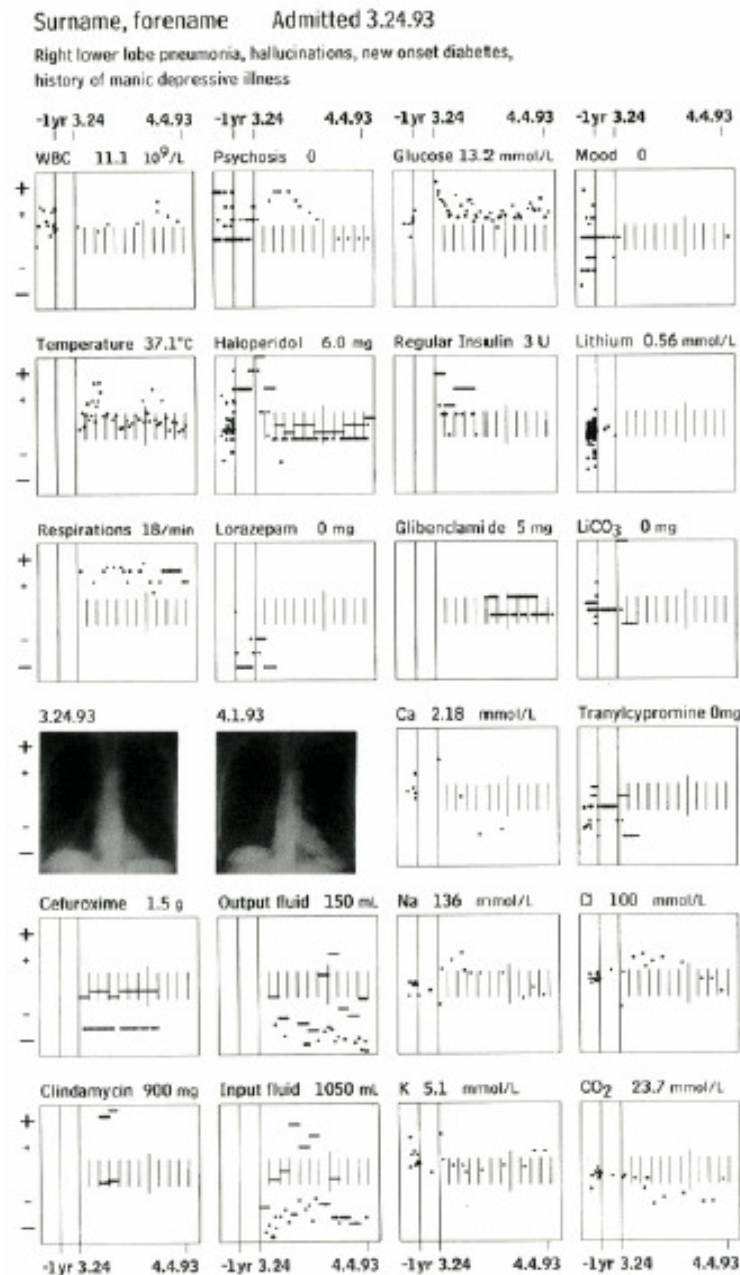 Surname, forename Admitted 3.24.93
Right lower lobe pneumonia, hallucinations, new onset diabetes,
history of manic depressive illness
-1yr 3.24 4.4.93 -1yr 3.24 4.4.93 -1yr 3.24 4.4.93 -1yr 3.24 4.4.93
WBC 11.1 10⁹/L Psychosis 0 Glucose 13.2 mmol/L Mood 0
+ 
+
-
—
Temperature 37.1°C Haloperidol 6.0 mg Regular Insulin 3 U Lithium 0.56 mmol/L
+
+
-
—
Respirations 18/min Lorazepam 0 mg Glibenclamide 5 mg LiCO₃ 0 mg
+
+
-
—
3.24.93 4.1.93 Ca 2.18 mmol/L Tranylcypromine 0mg
+
+
-
—
Cefuroxime 1.5 g Output fluid 150 mL Na 136 mmol/L Cl 100 mmol/L
+
+
-
—
Clindamycin 900 mg Input fluid 1050 mL K 5.1 mmol/L CO₂ 23.7 mmol/L
+
+
-
—
-1yr 3.24 4.4.93 -1yr 3.24 4.4.93 -1yr 3.24 4.4.93 -1yr 3.24 4.4.93